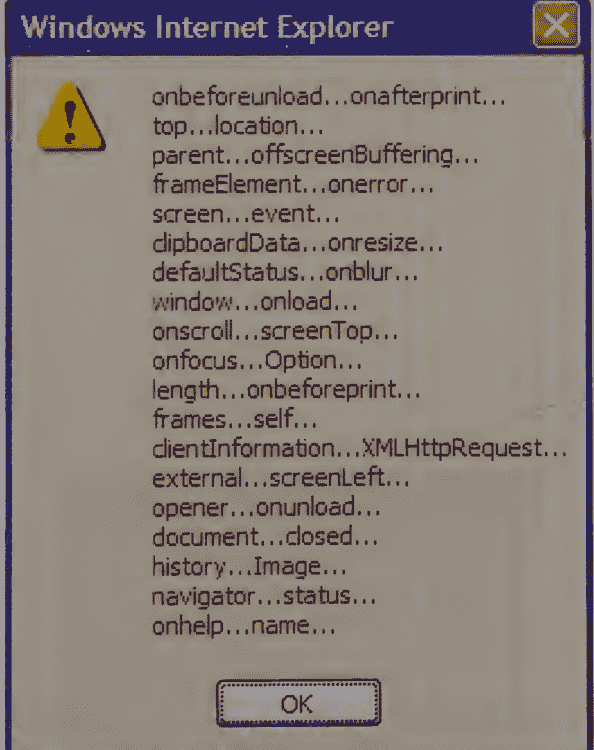 Windows Internet Explorer
onbeforeunload...onafterprint...
top...location...
parent...offscreenBuffering...
frameElement...onerror...
screen...event...
clipboardData...onresize...
defaultStatus...onblur...
window...onload...
onscroll...screenTop...
onfocus...Option...
length...onbeforeprint...
frames...self...
clientInformation...XMLHttpRequest...
external...screenLeft...
opener...onunload...
document...closed...
history...Image...
navigator...status...
onhelp...name...
OK